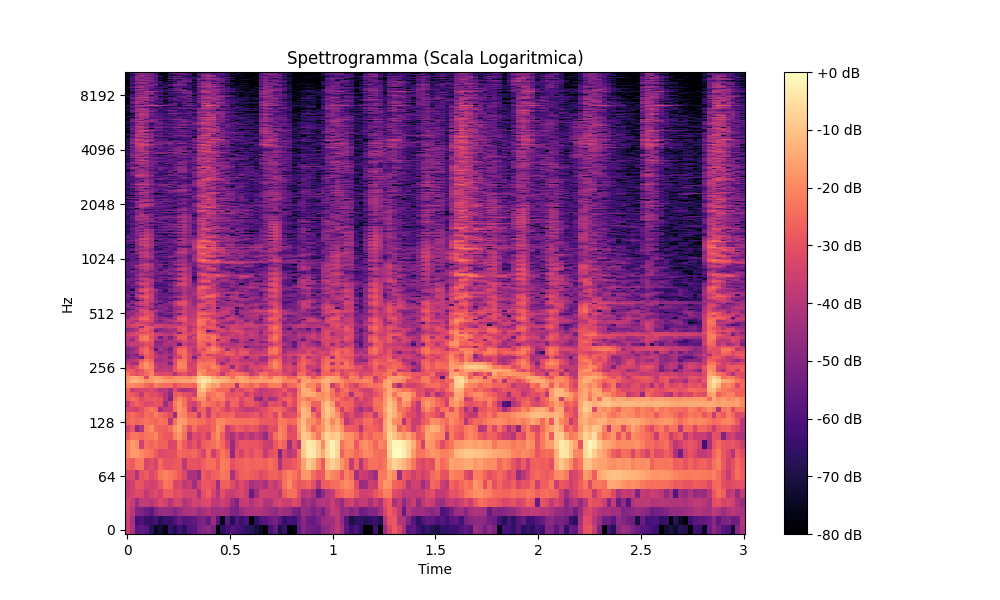 Spettrogramma (Scala Logaritmica)
Hz
8192
4096
2048
1024
512
256
128
64
0
0 0.5 1 1.5 2 2.5 3
Time
+0 dB
-10 dB
-20 dB
-30 dB
-40 dB
-50 dB
-60 dB
-70 dB
-80 dB